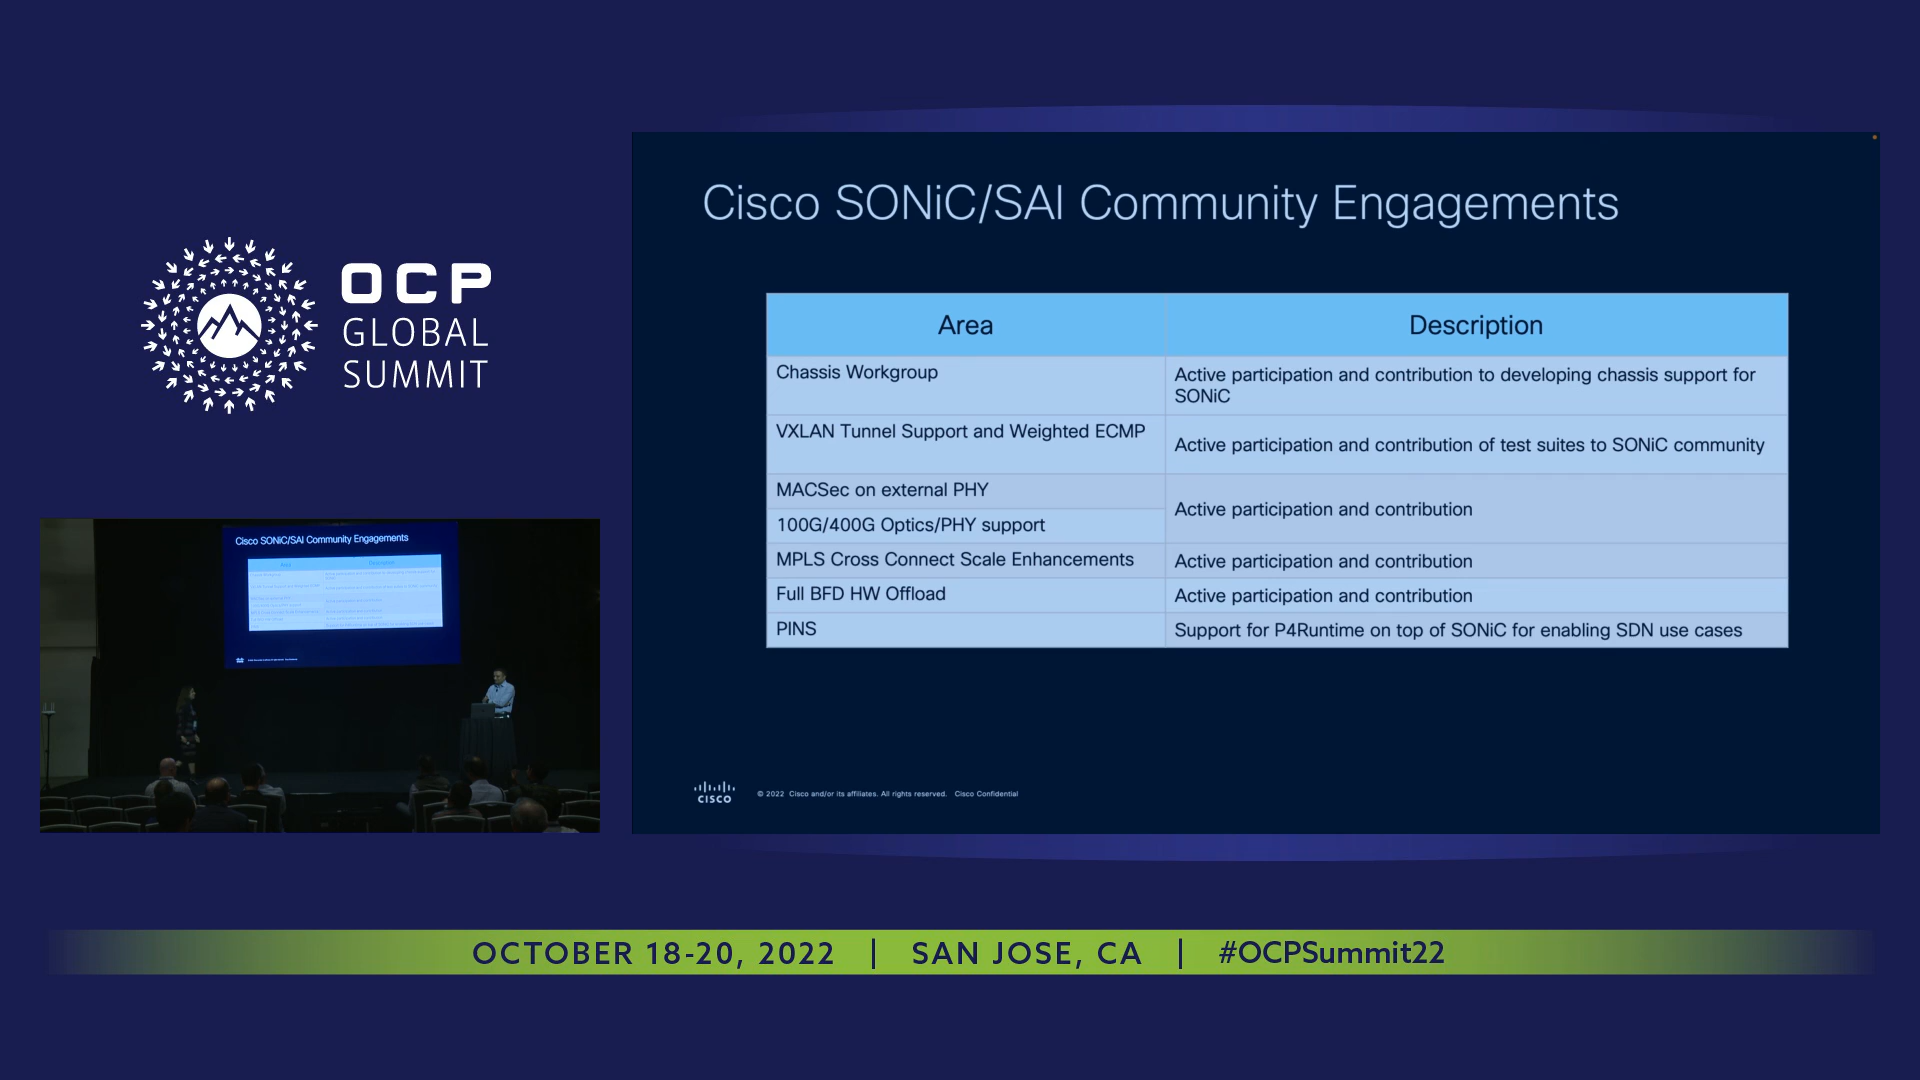 OCP
GLOBAL
SUMMIT
Cisco SONiC/SAI Community Engagements
Area
Description
Chassis Workgroup
Active participation and contribution to developing chassis support for
SONiC
VXLAN Tunnel Support and Weighted ECMP
Active participation and contribution of test suites to SONiC community
MACSec on external PHY
100G/400G Optics/PHY support
Active participation and contribution
MPLS Cross Connect Scale Enhancements
Active participation and contribution
Full BFD HW Offload
Active participation and contribution
PINS
Support for P4Runtime on top of SONiC for enabling SDN use cases
CISCO
© 2022 Cisco and/or its affiliates. All rights reserved. Cisco Confidential
Cisco SONiC/SAI Community Engagements
Area
Description
OCTOBER 18-20, 2022 | SAN JOSE, CA | #OCPSummit22